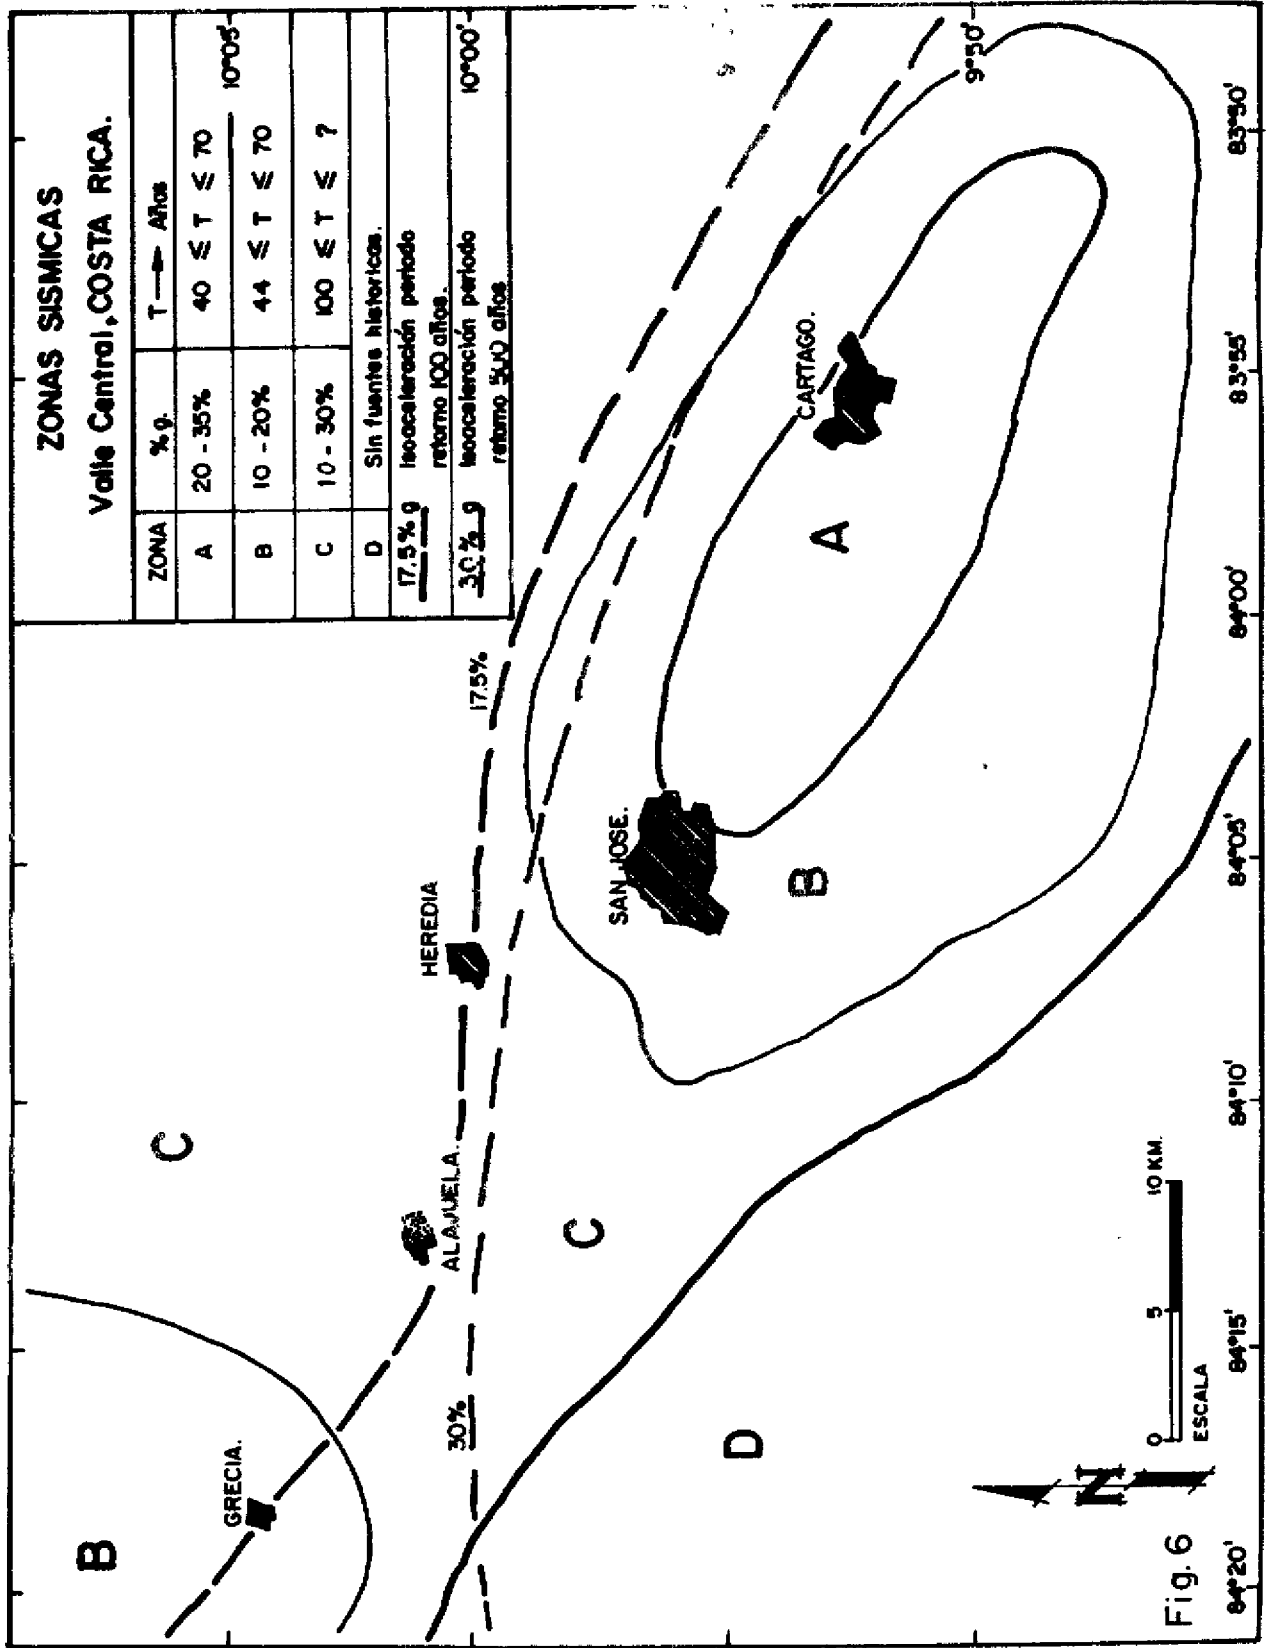 ZONAS SISMICAS
Valle Central, COSTA RICA.
ZONA % g. T → Años
A 20 - 35% 40 ≤ T ≤ 70
B 10 - 20% 44 ≤ T ≤ 70
C 10 - 30% 100 ≤ T ≤ ?
D Sin fuentes historicas.
17.5% g Isoaceleración periodo
retorno 100 años.
30% g Isoaceleración periodo
retorno 500 años
10°05'
10°00'
9°50'
B
GRECIA.
C
ALAJUELA.
HEREDIA
17.5%
30%
C
SAN JOSE.
CARTAGO.
A
B
D
N
0 5 10 KM.
ESCALA
Fig. 6
84°20' 84°15' 84°10' 84°05' 84°00' 83°55' 83°50'